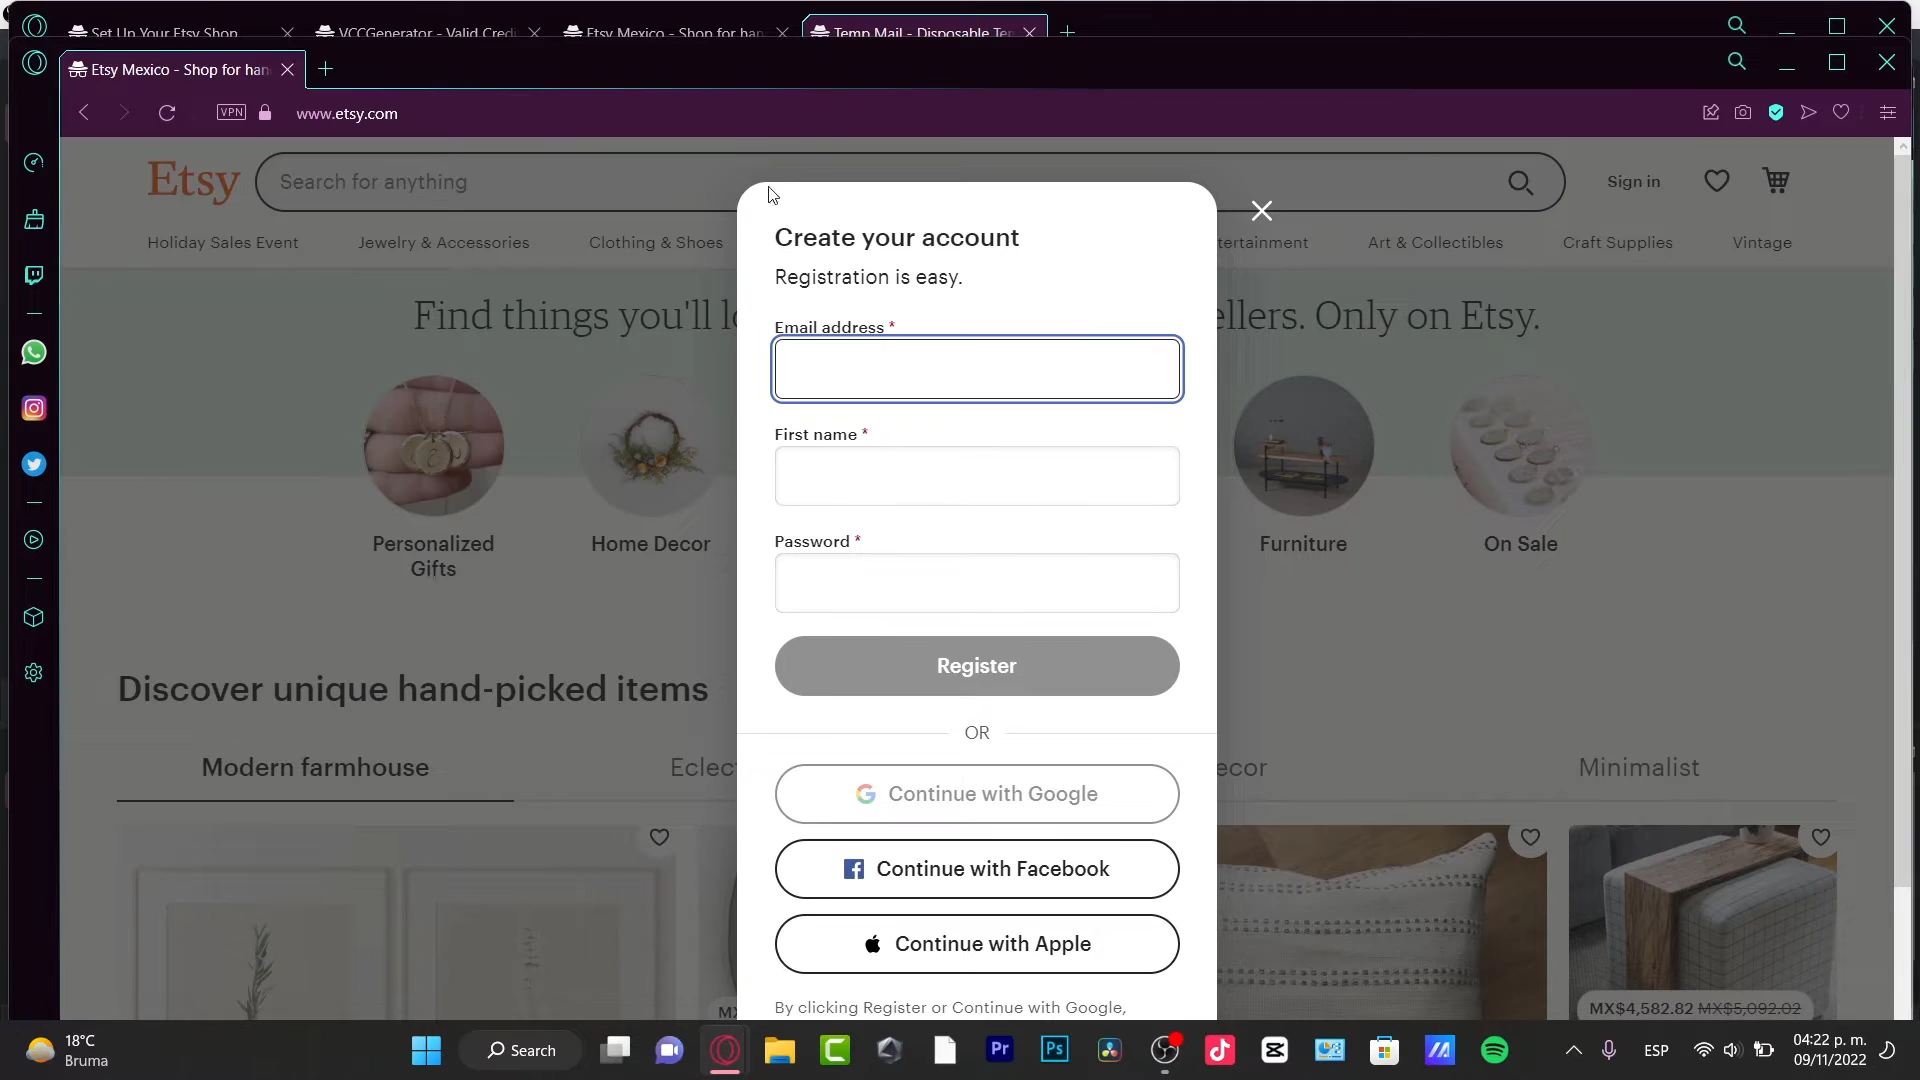 Set Up Your Etsy Shop
VCCGenerator - Valid Credi
Etsy Mexico - Shop for han
Temp Mail - Disposable Te
Etsy Mexico - Shop for han
VPN
www.etsy.com
Etsy
Search for anything
Sign in
Holiday Sales Event
Jewelry & Accessories
Clothing & Shoes
tertainment
Art & Collectibles
Craft Supplies
Vintage
Find things you'll l
ellers. Only on Etsy.
Create your account
Registration is easy.
Email address *
First name *
Password *
Register
OR
Continue with Google
Continue with Facebook
Continue with Apple
By clicking Register or Continue with Google,
Personalized
Gifts
Home Decor
Furniture
On Sale
Discover unique hand-picked items
Modern farmhouse
Eclec
ecor
Minimalist
MX
MX$4,582.82 MX$5,092.02
18°C
Bruma
Search
Pr
Ps
ESP
04:22 p. m.
09/11/2022